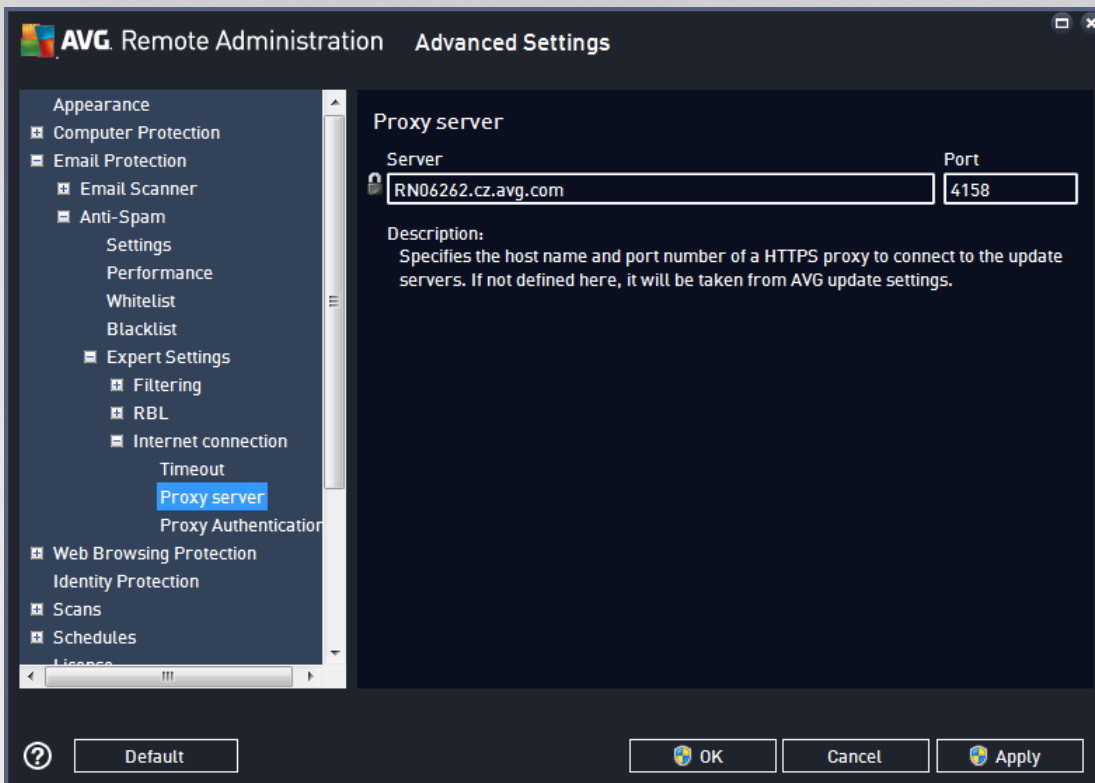 AVG. Remote Administration Advanced Settings
Appearance
Computer Protection
Email Protection
Email Scanner
Anti-Spam
Settings
Performance
Whitelist
Blacklist
Expert Settings
Filtering
RBL
Internet connection
Timeout
Proxy server
Proxy Authentication
Web Browsing Protection
Identity Protection
Scans
Schedules
License
Proxy server
Server Port
RN06262.cz.avg.com 4158
Description:
Specifies the host name and port number of a HTTPS proxy to connect to the update
servers. If not defined here, it will be taken from AVG update settings.
? Default OK Cancel Apply